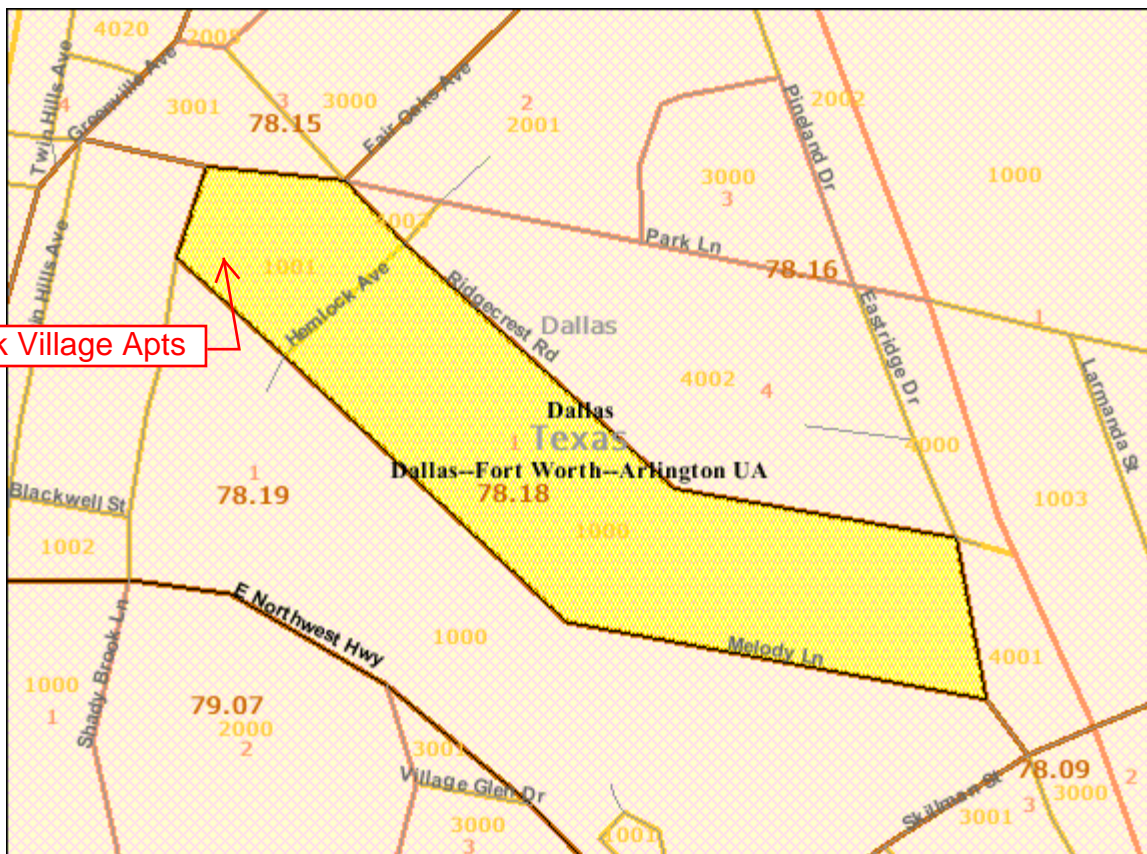 4020
2005
Twin Hills Ave
Greenville Ave
4
3001
3
3000
78.15
Fair Oaks Ave
2
2001
Pineland Dr
2002
3000
3
1000
4003
Park Ln
78.16
1001
Hemlock Ave
Ridgecrest Rd
in Hills Ave
k Village Apts
Dallas
Eastridge Dr
1
Larmanda St
4002
4
Dallas
Texas
1
Dallas--Fort Worth--Arlington UA
4000
1
78.19
78.18
1003
Blackwell St
1002
1000
E Northwest Hwy
1000
Melody Ln
4001
Shady Brook Ln
1000
1
79.07
2000
2
3001
Village Glen Dr
3000
3
1001
Skillman St
78.09
3000
3001
3
2